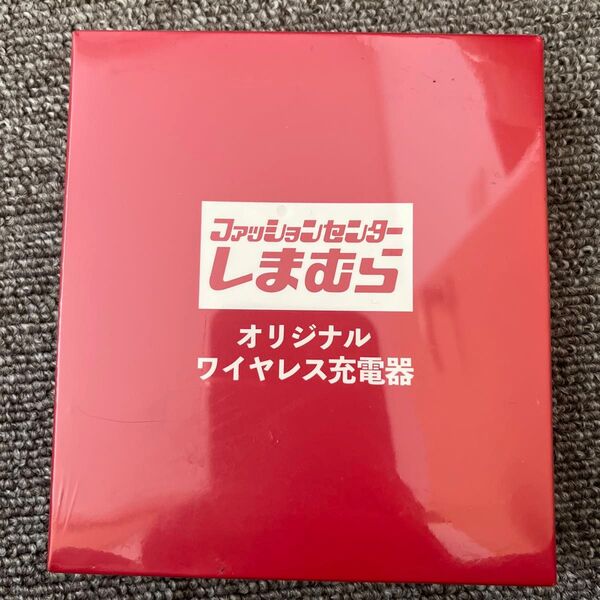 ファッションセンター
しまむら
オリジナル
ワイヤレス充電器